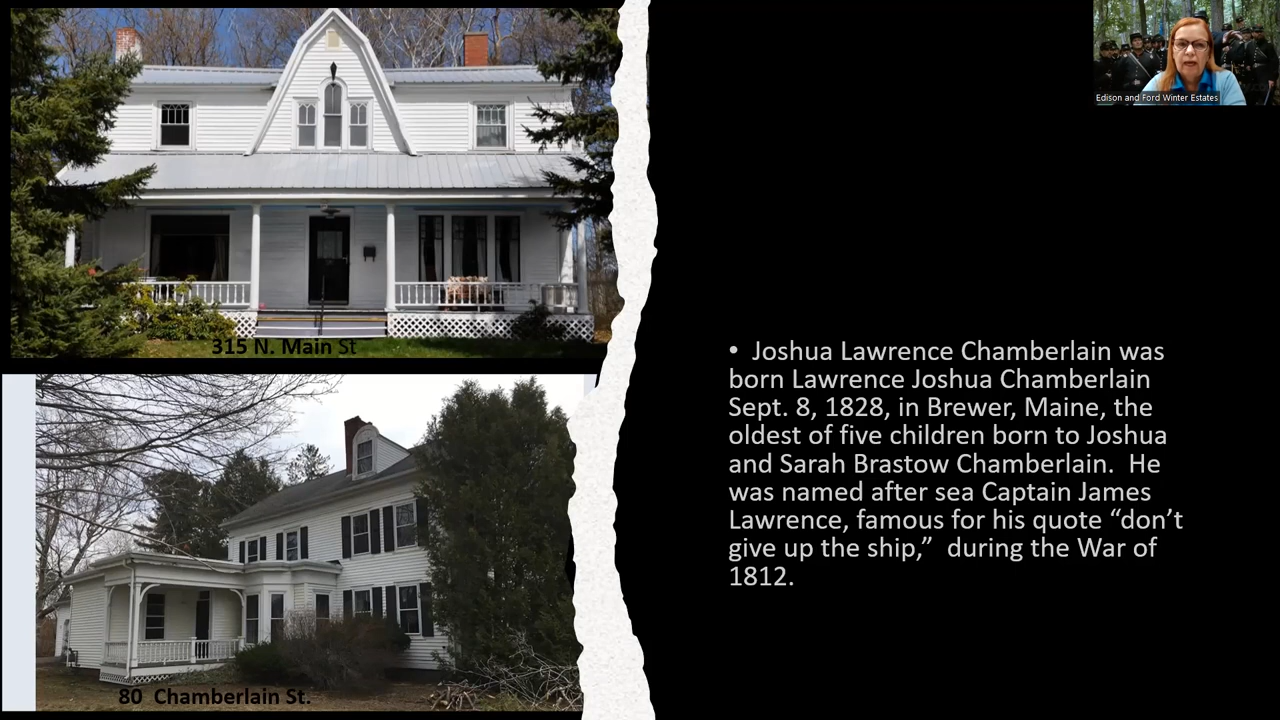 Edison and Ford Winter Estates
315 N. Main St
80 Chamberlain St.
• Joshua Lawrence Chamberlain was
born Lawrence Joshua Chamberlain
Sept. 8, 1828, in Brewer, Maine, the
oldest of five children born to Joshua
and Sarah Brastow Chamberlain. He
was named after sea Captain James
Lawrence, famous for his quote “don’t
give up the ship,” during the War of
1812.